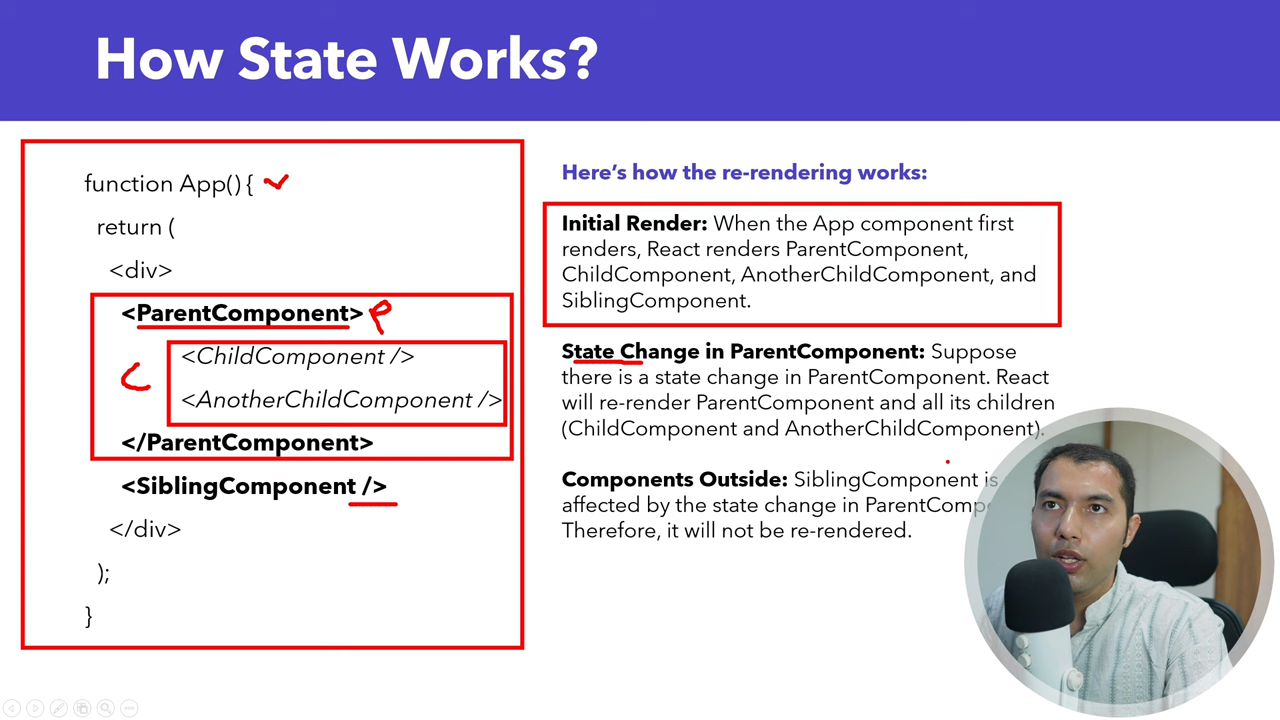 How State Works?
function App() {
return (
<div>
<ParentComponent> P
<ChildComponent />
C
<AnotherChildComponent />
</ParentComponent>
<SiblingComponent />
</div>
);
}
Here's how the re-rendering works:
Initial Render: When the App component first
renders, React renders ParentComponent,
ChildComponent, AnotherChildComponent, and
SiblingComponent.
State Change in ParentComponent: Suppose
there is a state change in ParentComponent. React
will re-render ParentComponent and all its children
(ChildComponent and AnotherChildComponent).
Components Outside: SiblingComponent is
affected by the state change in
Therefore, it will not be re-rendered.